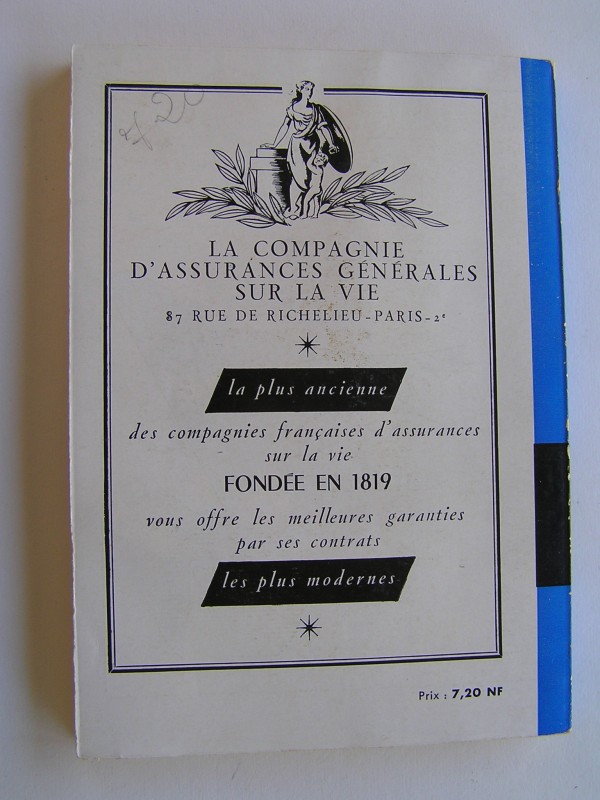 LA COMPAGNIE
D'ASSURANCES GÉNÉRALES
SUR LA VIE
87 RUE DE RICHELIEU-PARIS-2e
la plus ancienne
des compagnies françaises d'assurances
sur la vie
FONDÉE EN 1819
vous offre les meilleures garanties
par ses contrats
les plus modernes
Prix : 7,20 NF